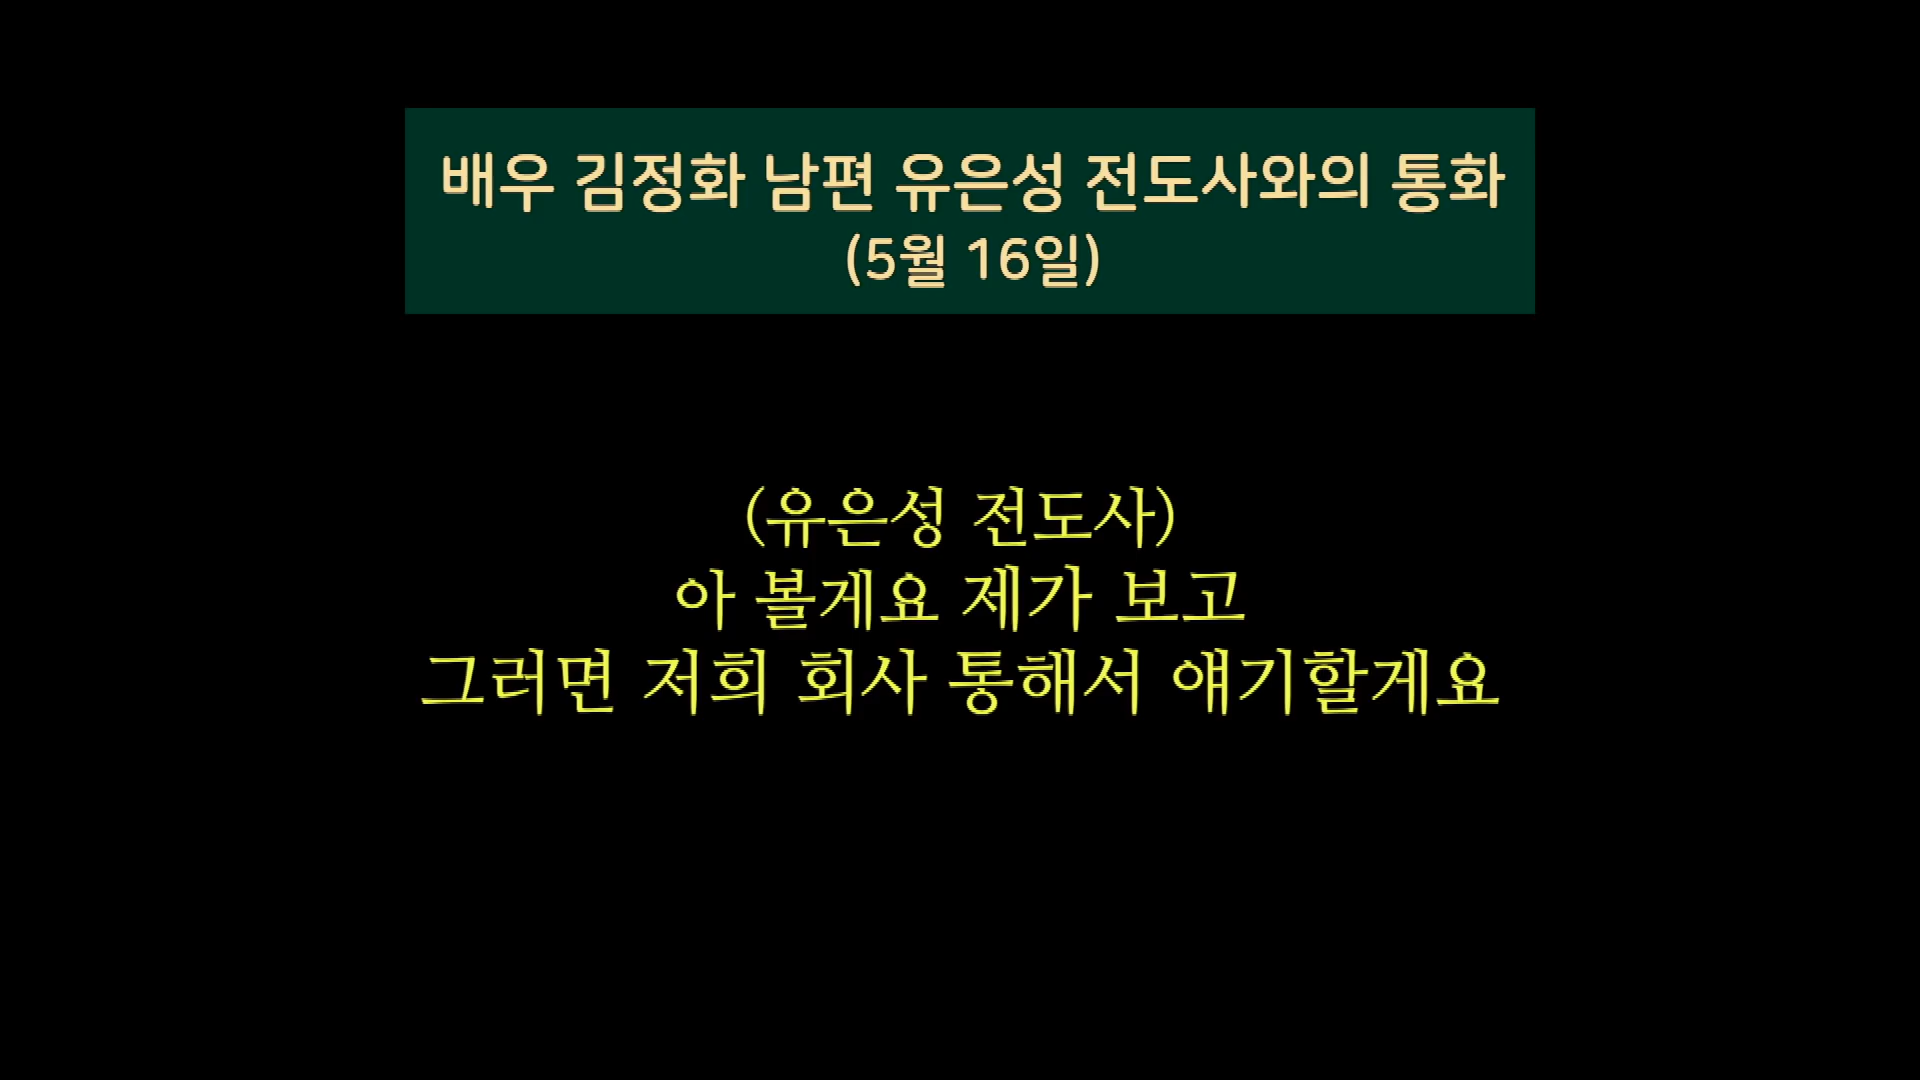 배우 김정화 남편 유은성 전도사와의 통화
(5월 16일)
(유은성 전도사)
아 볼게요 제가 보고
그러면 저희 회사 통해서 얘기할게요